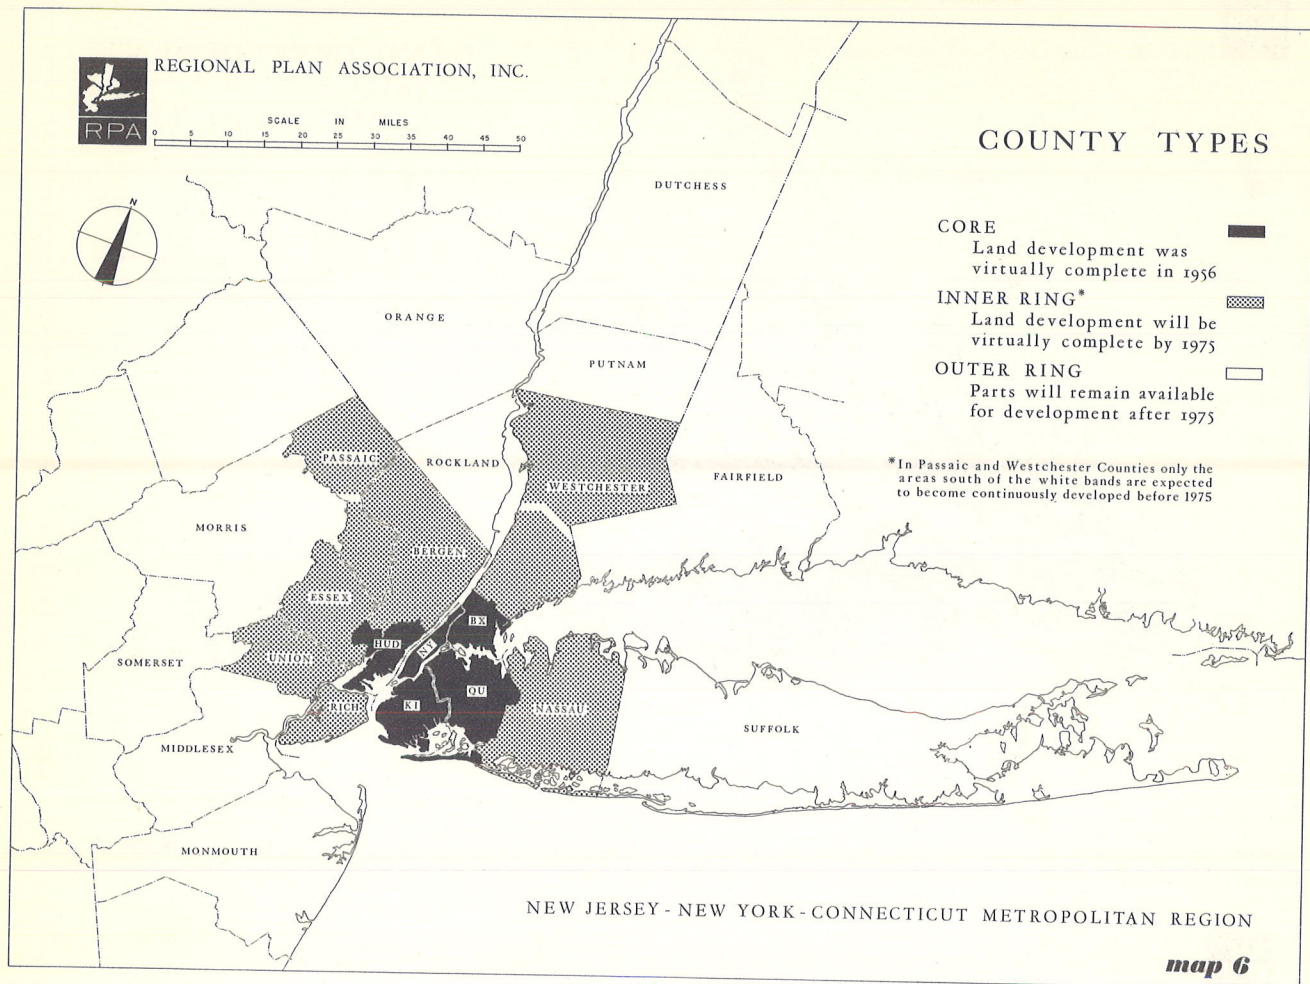 REGIONAL PLAN ASSOCIATION, INC.
RPA
SCALE IN MILES
0 5 10 15 20 25 30 35 40 45 50
N
COUNTY TYPES
CORE
Land development was
virtually complete in 1956
INNER RING*
Land development will be
virtually complete by 1975
OUTER RING
Parts will remain available
for development after 1975
*In Passaic and Westchester Counties only the
areas south of the white bands are expected
to become continuously developed before 1975
DUTCHESS
ORANGE
PUTNAM
PASSAIC
ROCKLAND
WESTCHESTER
FAIRFIELD
MORRIS
BERGEN
ESSEX
BX
HUD
NY
UNION
SOMERSET
QU
RICH
KI
NASSAU
SUFFOLK
MIDDLESEX
MONMOUTH
NEW JERSEY - NEW YORK - CONNECTICUT METROPOLITAN REGION
map 6